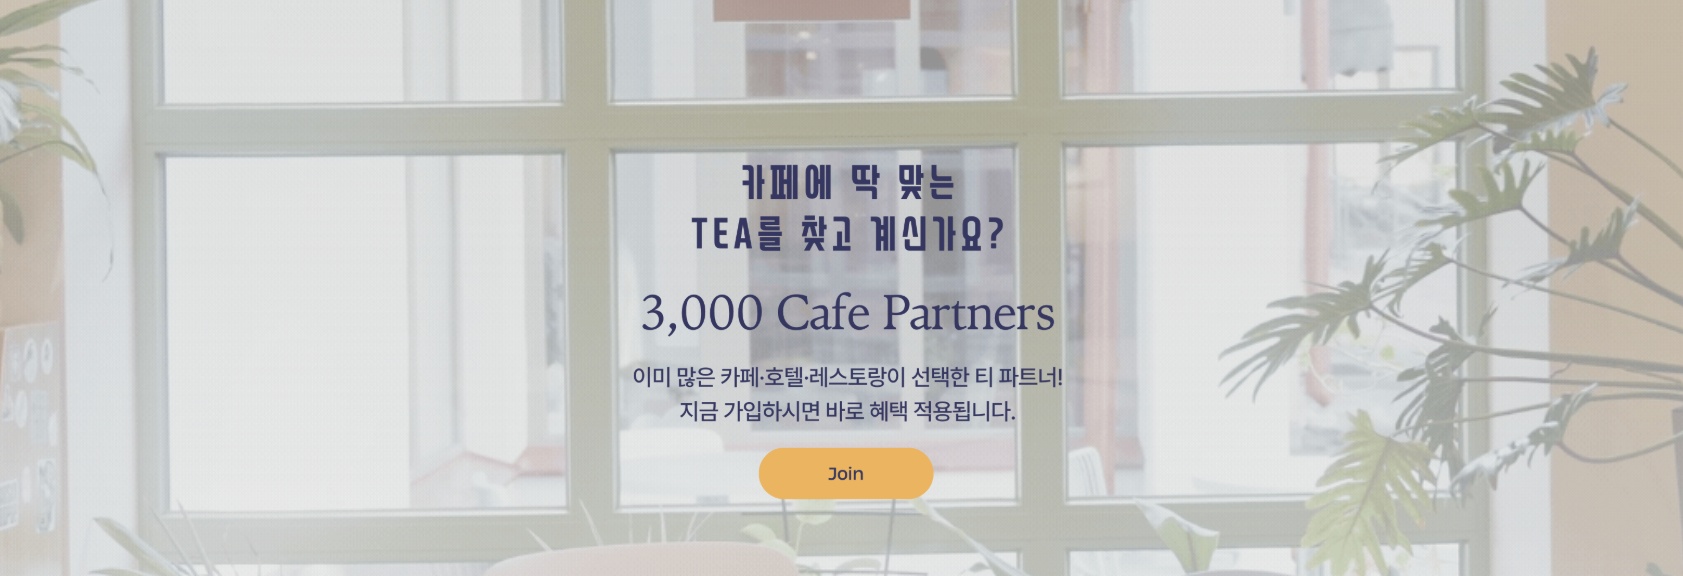 카페에 딱 맞는
TEA를 찾고 계신가요?
3,000 Cafe Partners
이미 많은 카페·호텔·레스토랑이 선택한 티 파트너!
지금 가입하시면 바로 혜택 적용됩니다.
Join